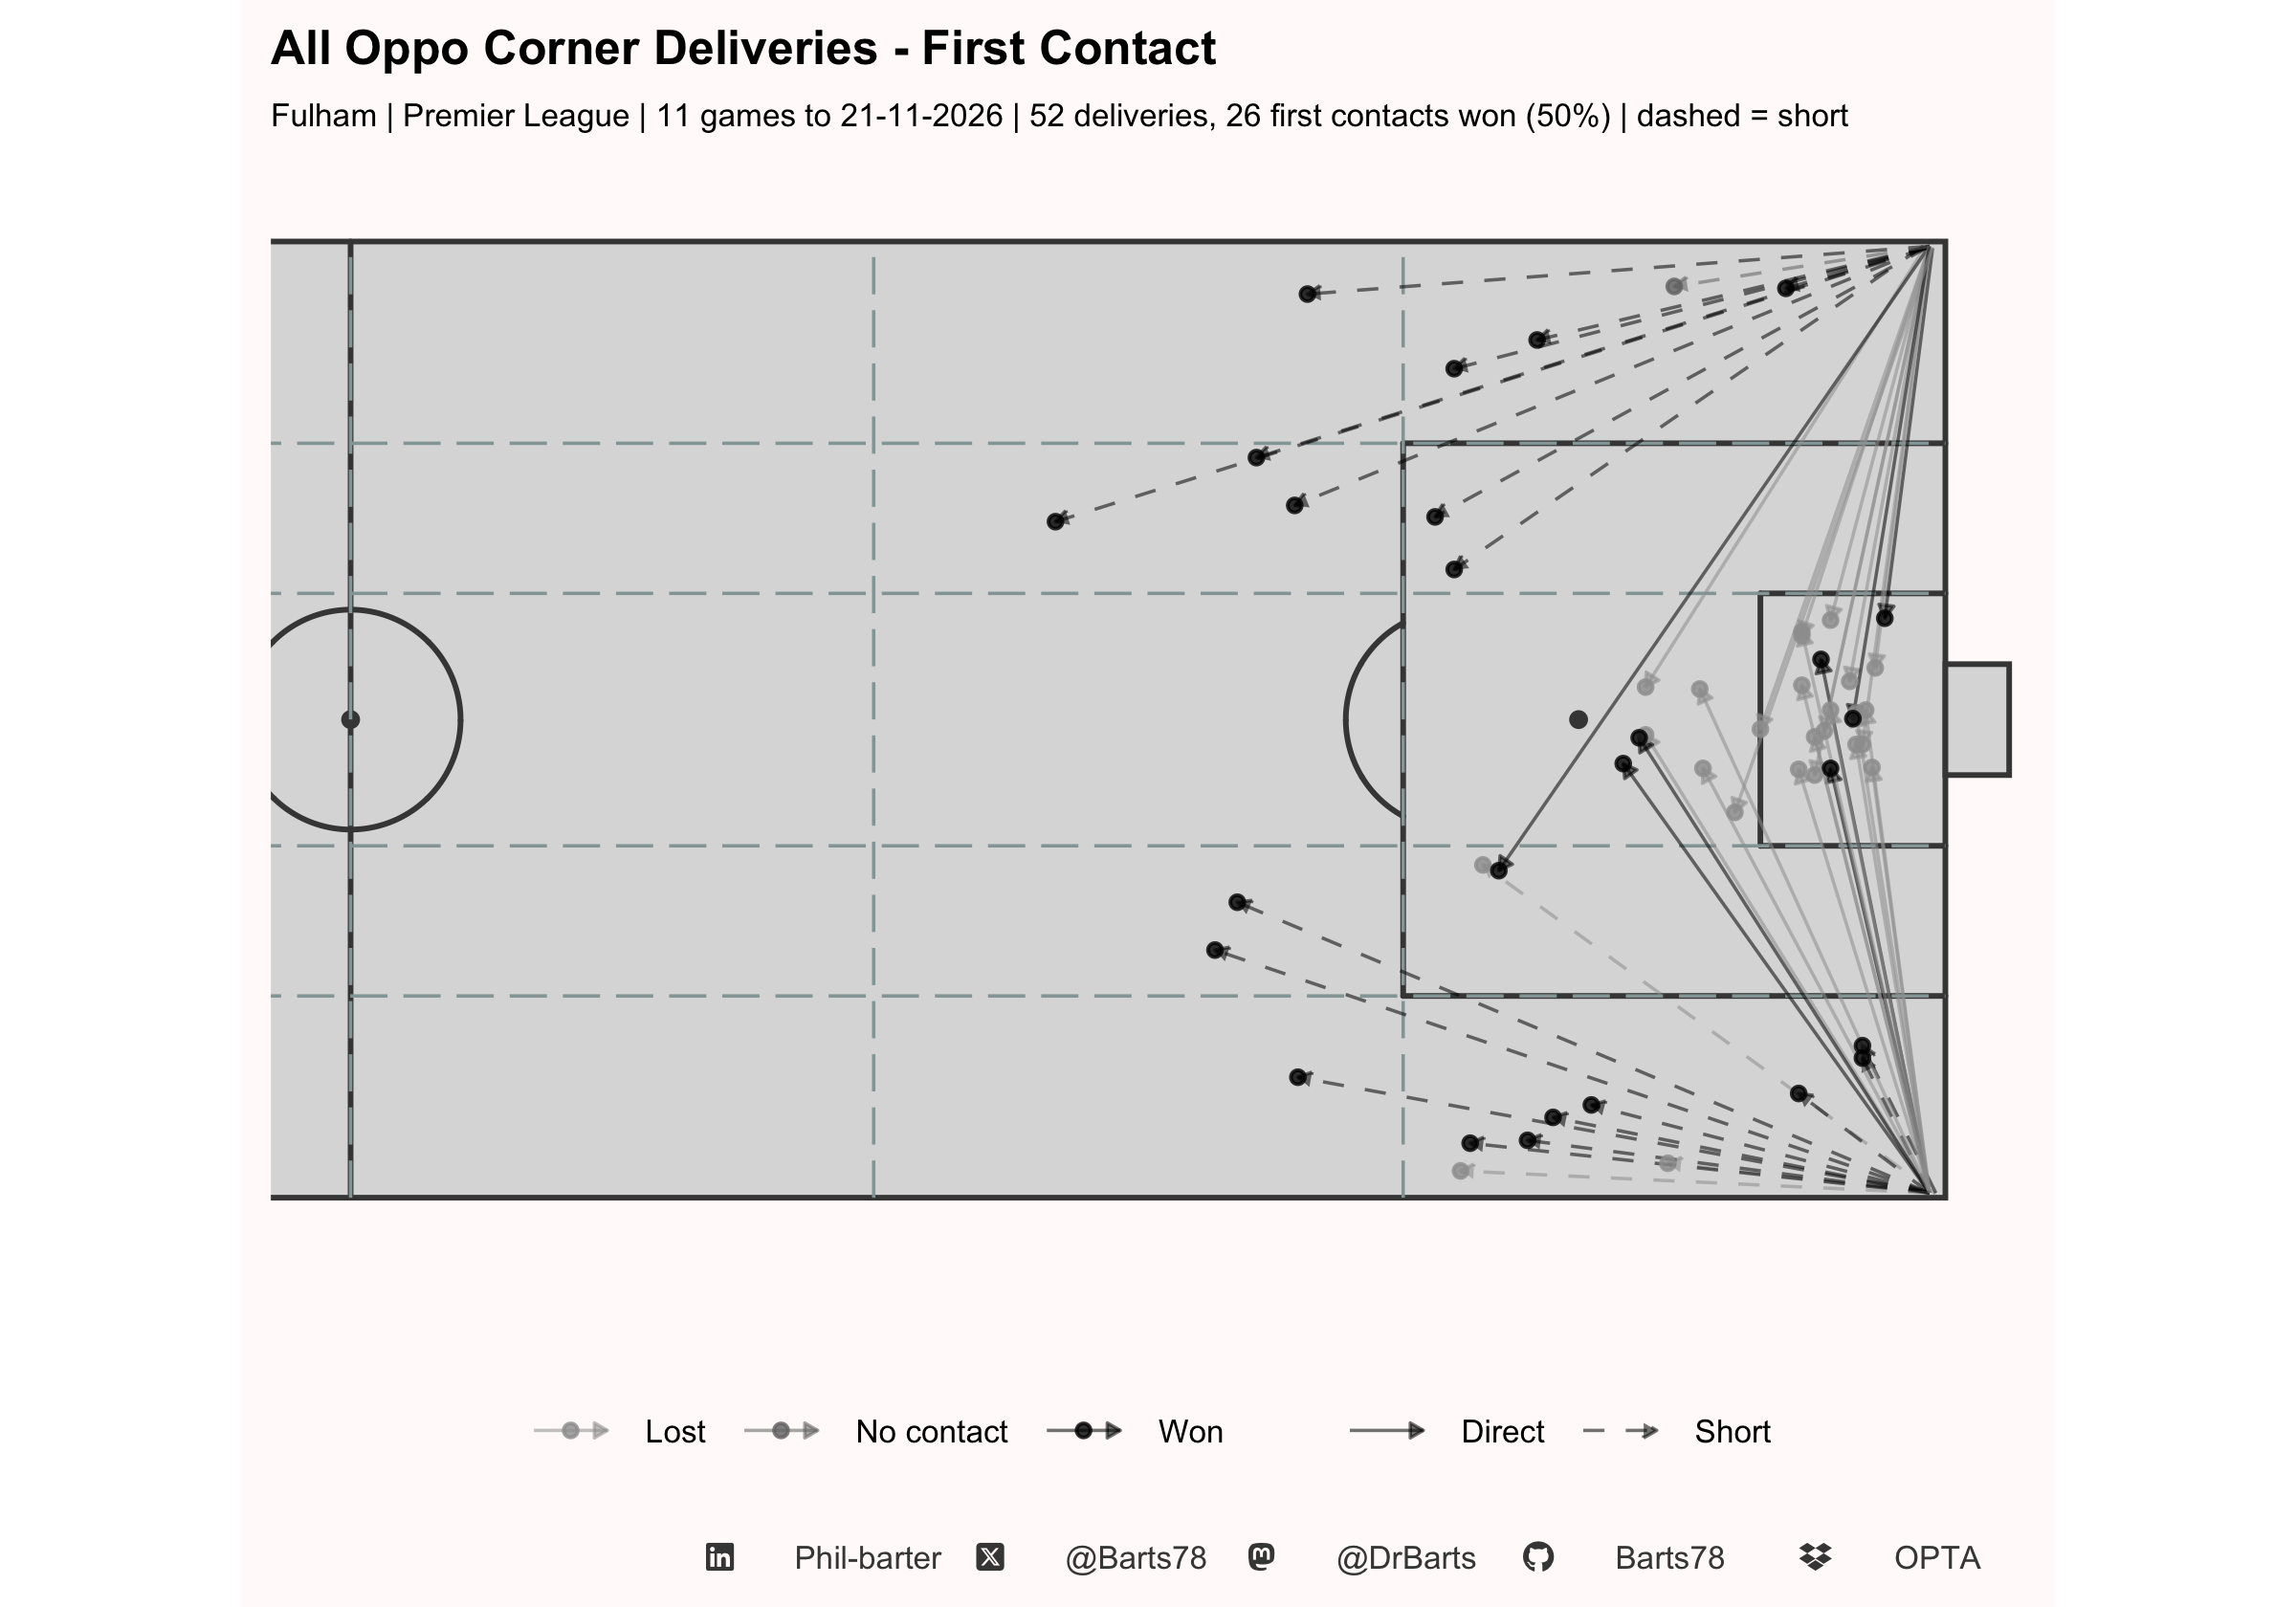 All Oppo Corner Deliveries - First Contact
Fulham | Premier League | 11 games to 21-11-2026 | 52 deliveries, 26 first contacts won (50%) | dashed = short
Lost No contact Won Direct Short
Phil-barter @Barts78 @DrBarts Barts78 OPTA